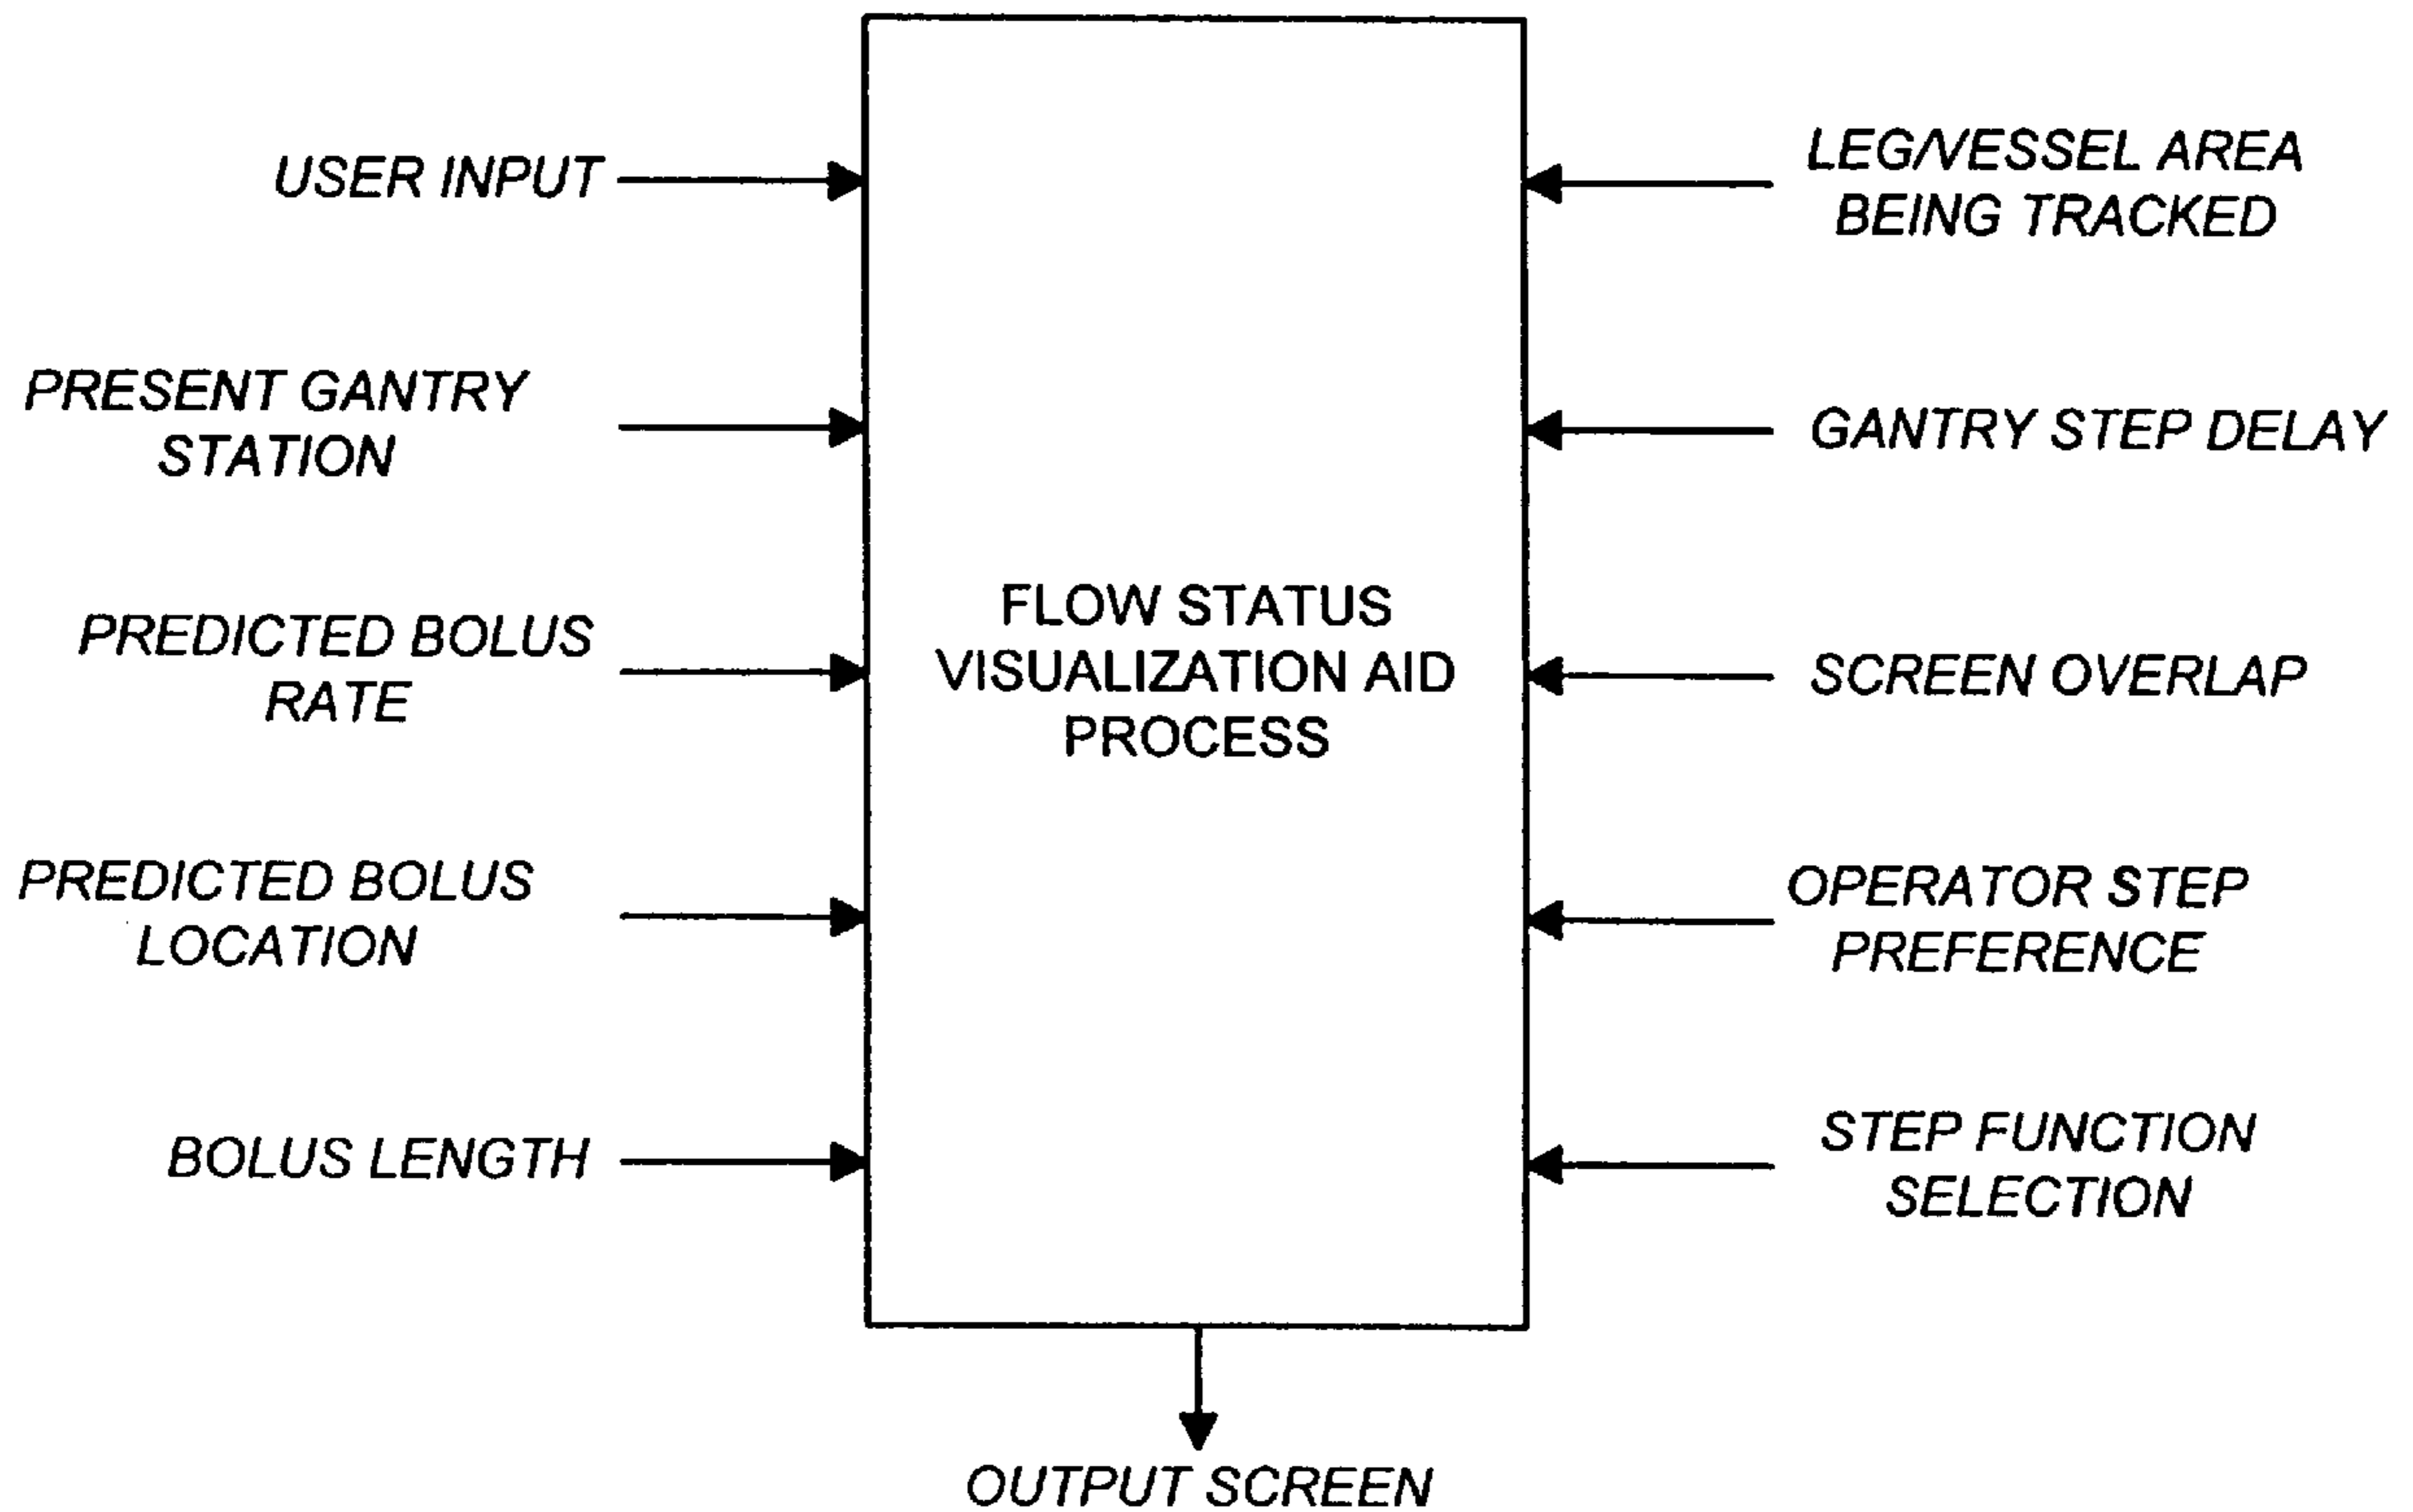 USER INPUT
PRESENT GANTRY
STATION
PREDICTED BOLUS
RATE
PREDICTED BOLUS
LOCATION
BOLUS LENGTH
FLOW STATUS
VISUALIZATION AID
PROCESS
LEG/VESSEL AREA
BEING TRACKED
GANTRY STEP DELAY
SCREEN OVERLAP
OPERATOR STEP
PREFERENCE
STEP FUNCTION
SELECTION
OUTPUT SCREEN